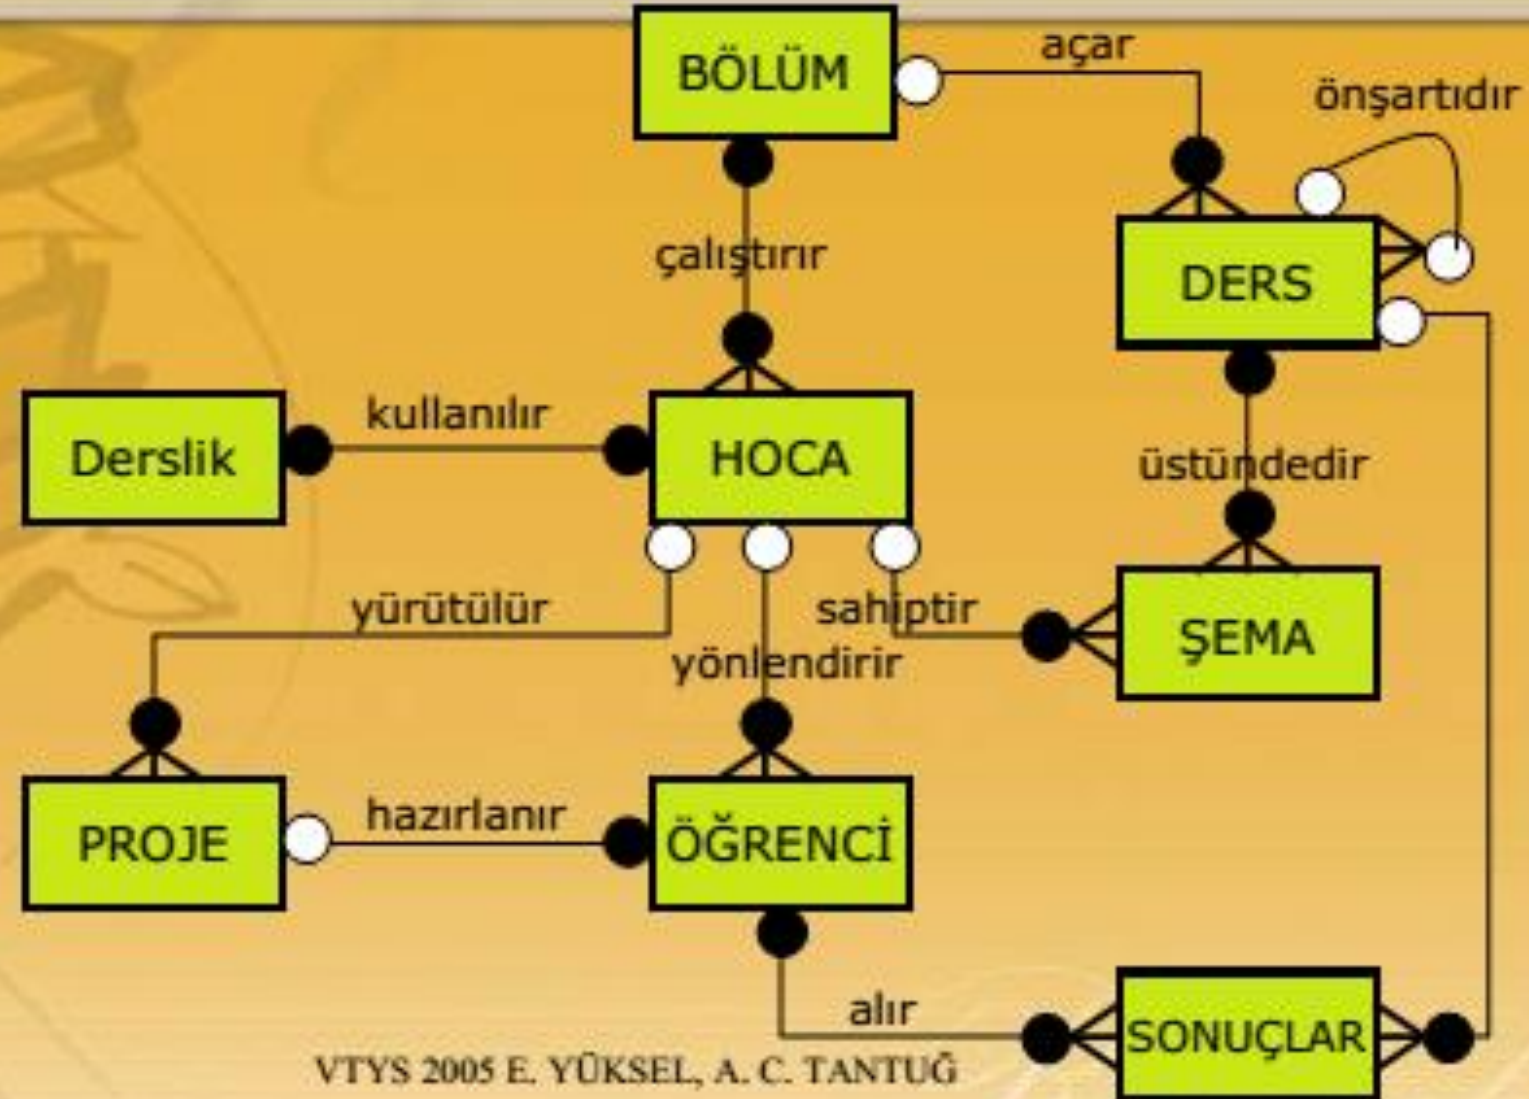 açar
BÖLÜM
önşartıdır
çalıştırır
DERS
kullanılır
Derslik
HOCA
üstündedir
yürütülür
sahiptir
ŞEMA
yönlendirir
hazırlanır
PROJE
ÖĞRENCİ
alır
SONUÇLAR
VTYS 2005 E. YÜKSEL, A. C. TANTUĞ